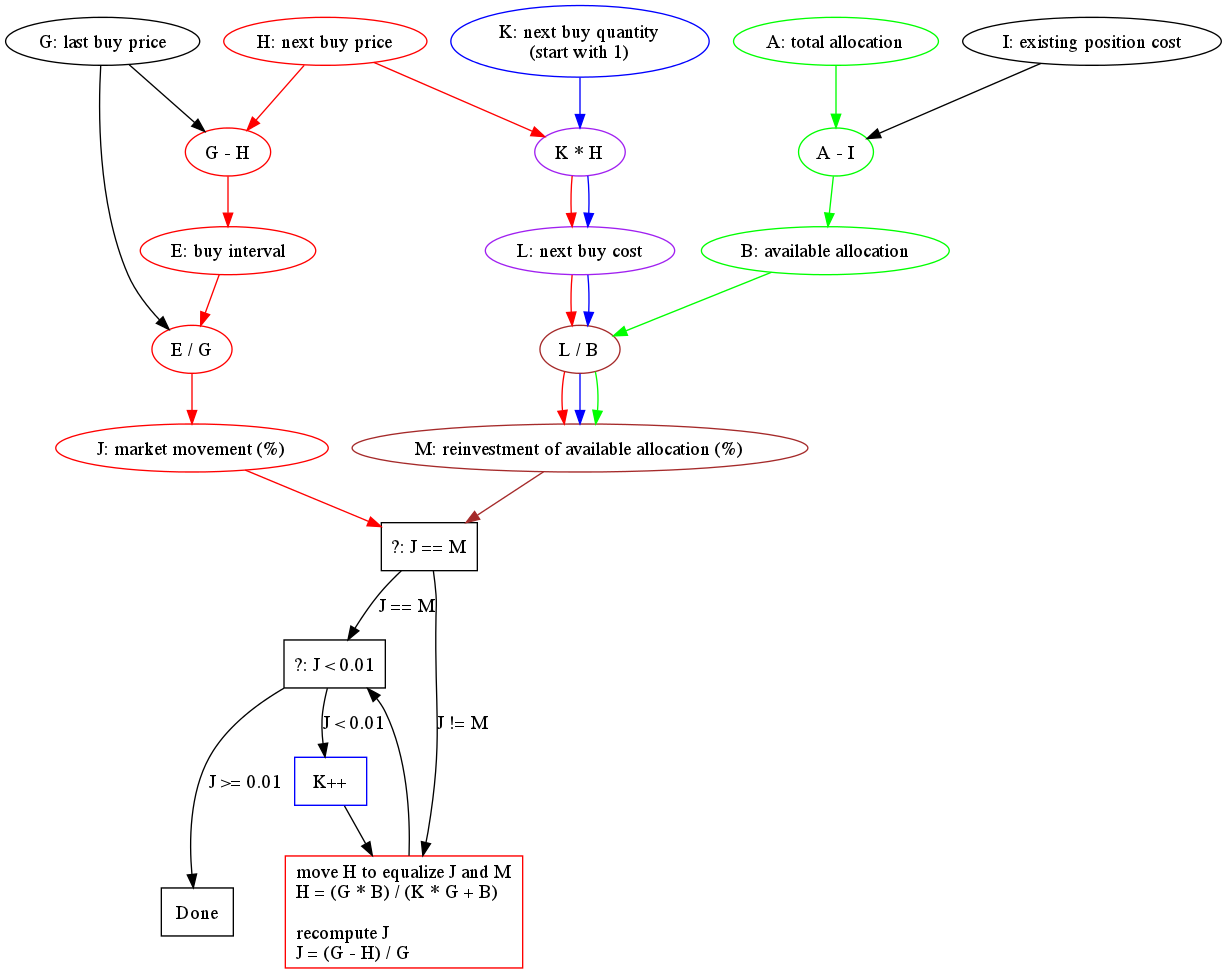 G: last buy price
H: next buy price
K: next buy quantity
(start with 1)
A: total allocation
I: existing position cost
G - H
K * H
A - I
E: buy interval
L: next buy cost
B: available allocation
E / G
L / B
J: market movement (%)
M: reinvestment of available allocation (%)
?: J == M
J == M
?: J < 0.01
J < 0.01
J != M
J >= 0.01
K++
move H to equalize J and M
H = (G * B) / (K * G + B)
recompute J
J = (G - H) / G
Done